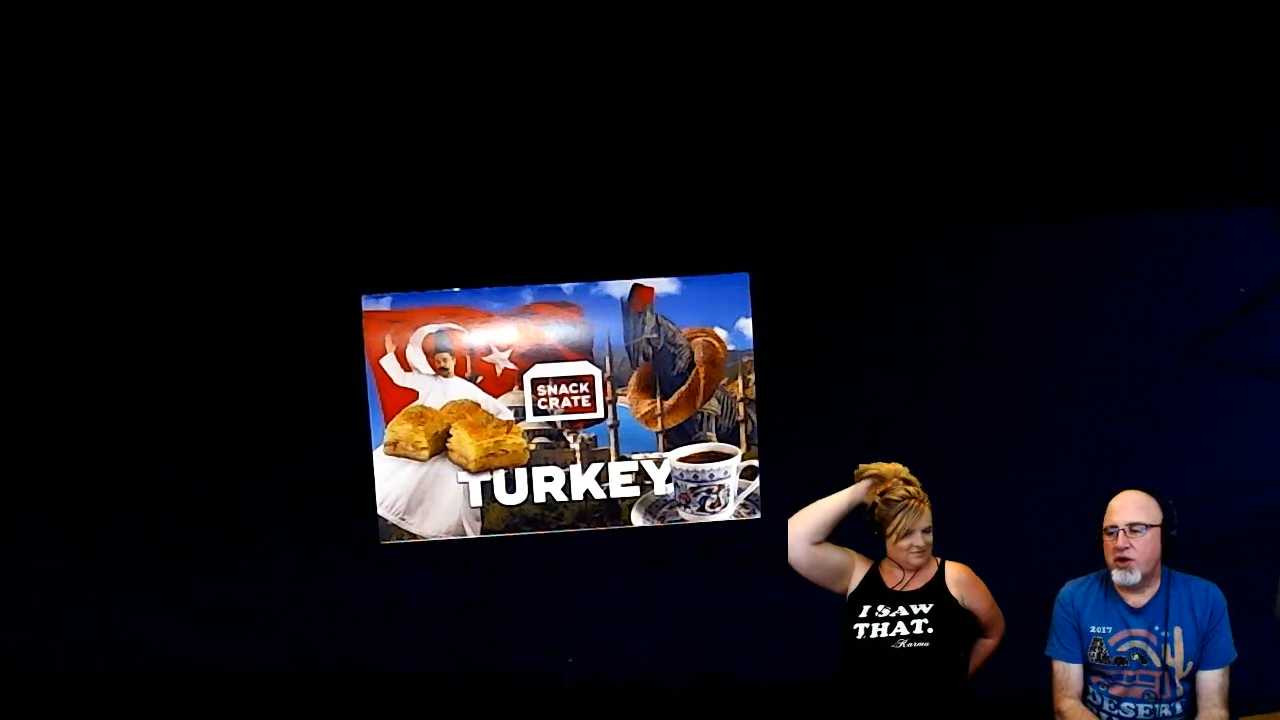 SNACK
CRATE
TURKEY
I SAW
THAT.
-Karma
2017
DESERT